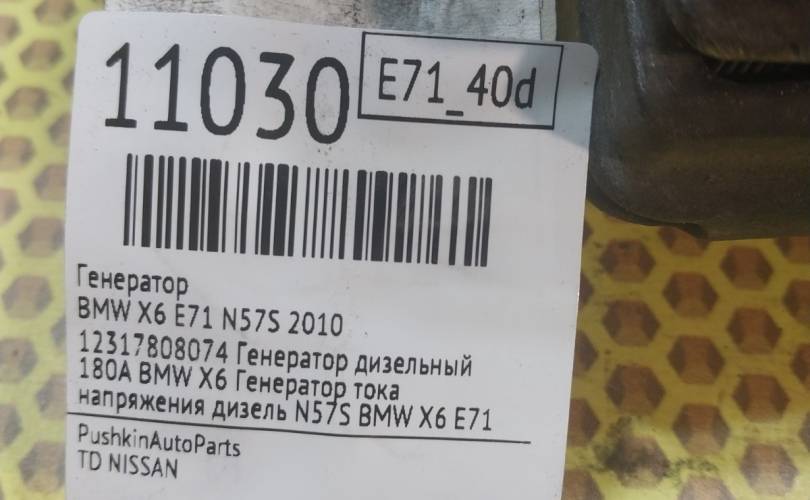 11030
E71_40d
Генератор
BMW X6 E71 N57S 2010
12317808074 Генератор дизельный
180A BMW X6 Генератор тока
напряжения дизель N57S BMW X6 E71
PushkinAutoParts
TD NISSAN